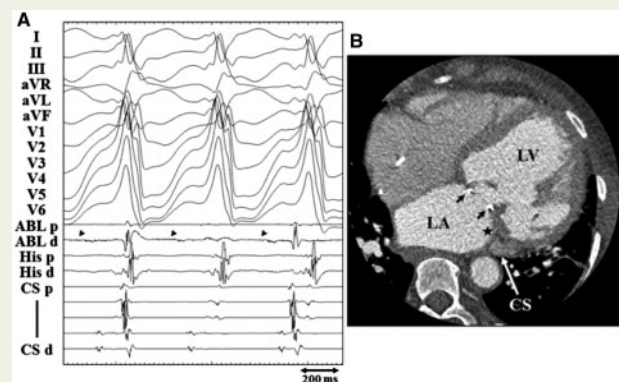 A
I
II
III
aVR
aVL
aVF
V1
V2
V3
V4
V5
V6
ABL p
ABL d
His p
His d
CS p
CS d
200 ms
B
LV
LA
CS